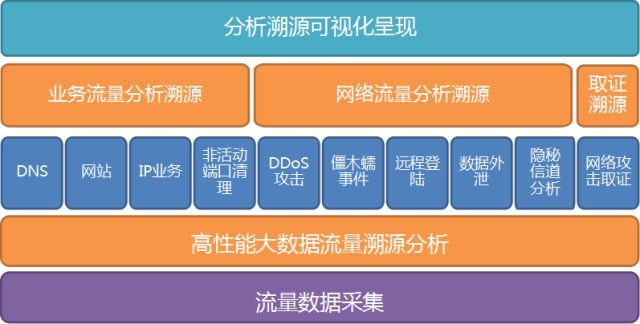 分析溯源可视化呈现
业务流量分析溯源
网络流量分析溯源
取证
溯源
DNS
网站
IP业务
非活动
端口清
理
DDoS
攻击
僵木蠕
事件
远程登
陆
数据外
泄
隐秘
信道
分析
网络攻
击取证
高性能大数据流量溯源分析
流量数据采集